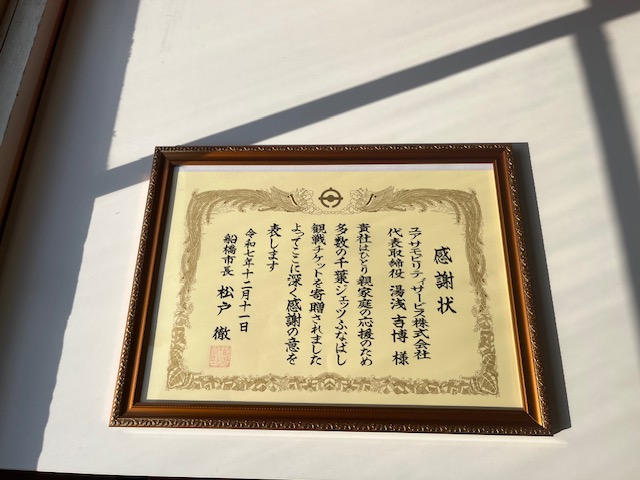 感謝状
ユアサモビリティサービス株式会社
代表取締役 湯浅吉博 様
貴社はひとり親家庭の応援のため
多数の千葉ジェッツふなばし
観戦チケットを寄贈されました
よってここに深く感謝の意を
表します
令和七年十二月十一日
船橋市長 松戸 徹